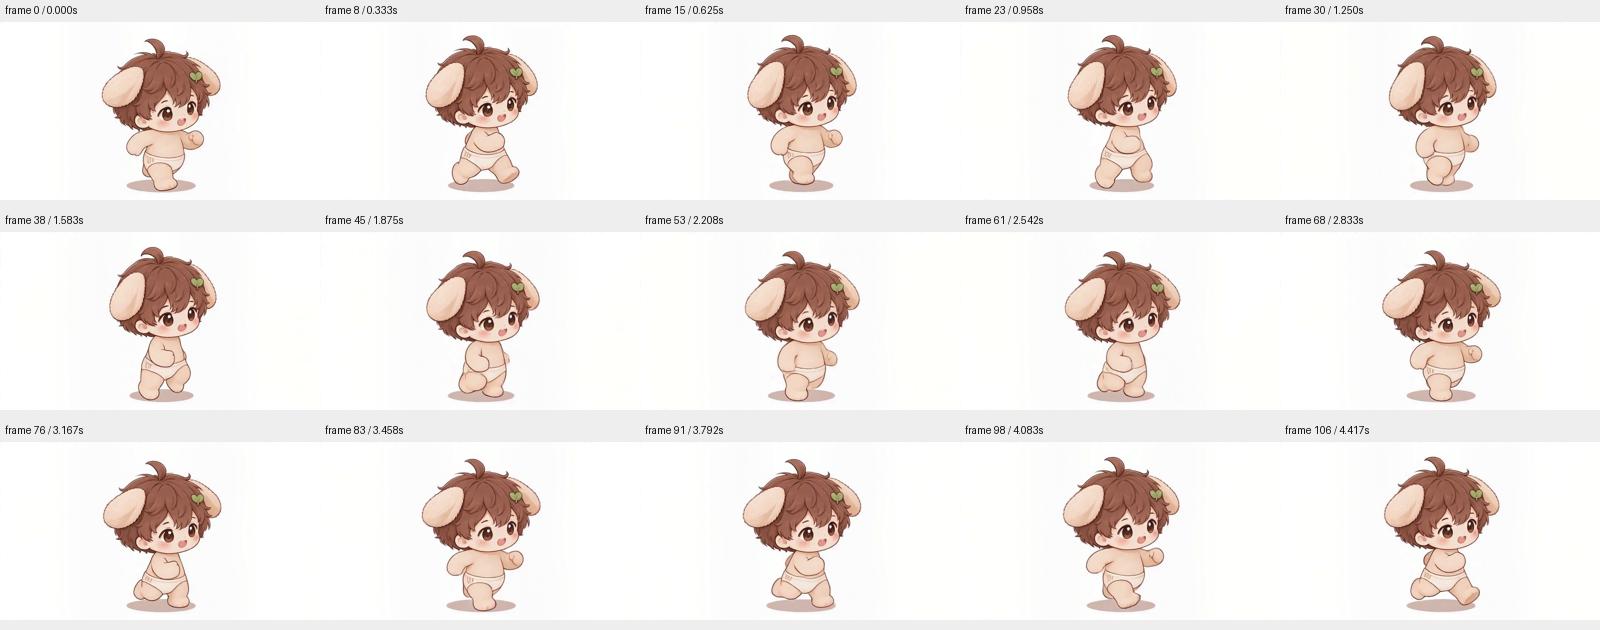 frame 0 / 0.000s
frame 8 / 0.333s
frame 15 / 0.625s
frame 23 / 0.958s
frame 30 / 1.250s
frame 38 / 1.583s
frame 45 / 1.875s
frame 53 / 2.208s
frame 61 / 2.542s
frame 68 / 2.833s
frame 76 / 3.167s
frame 83 / 3.458s
frame 91 / 3.792s
frame 98 / 4.083s
frame 106 / 4.417s